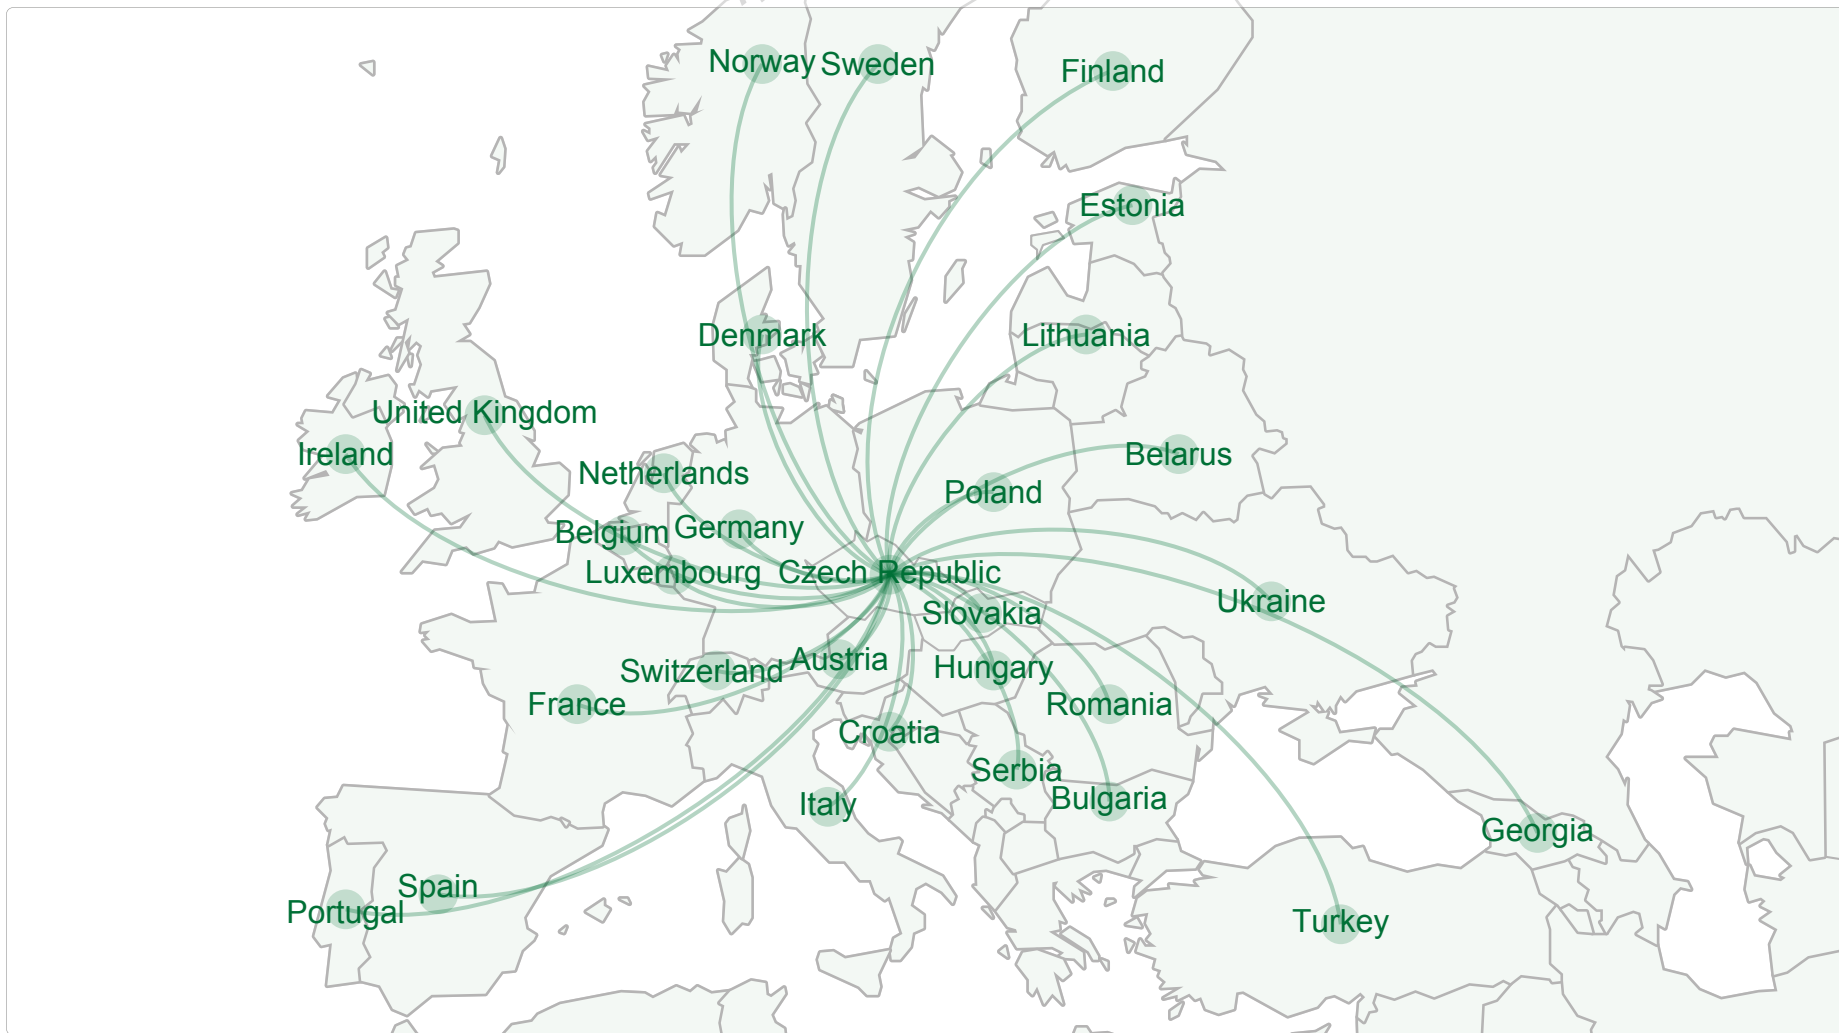 Norway
Sweden
Finland
Estonia
Denmark
Lithuania
United Kingdom
Ireland
Belarus
Netherlands
Poland
Germany
Belgium
Luxembourg
Czech Republic
Ukraine
Slovakia
Austria
Hungary
Switzerland
France
Romania
Croatia
Serbia
Bulgaria
Italy
Georgia
Spain
Portugal
Turkey